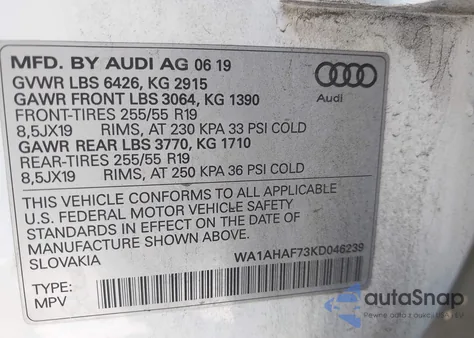 MFD. BY AUDI AG 06 19
GVWR LBS 6426, KG 2915
GAWR FRONT LBS 3064, KG 1390
FRONT-TIRES 255/55 R19
8,5JX19 RIMS, AT 230 KPA 33 PSI COLD
GAWR REAR LBS 3770, KG 1710
REAR-TIRES 255/55 R19
8,5JX19 RIMS, AT 250 KPA 36 PSI COLD
Audi
THIS VEHICLE CONFORMS TO ALL APPLICABLE
U.S. FEDERAL MOTOR VEHICLE SAFETY
STANDARDS IN EFFECT ON THE DATE OF
MANUFACTURE SHOWN ABOVE.
SLOVAKIA WA1AHAF73KD046239
TYPE:
MPV
autoSnap
Pewne auto z USA i EU